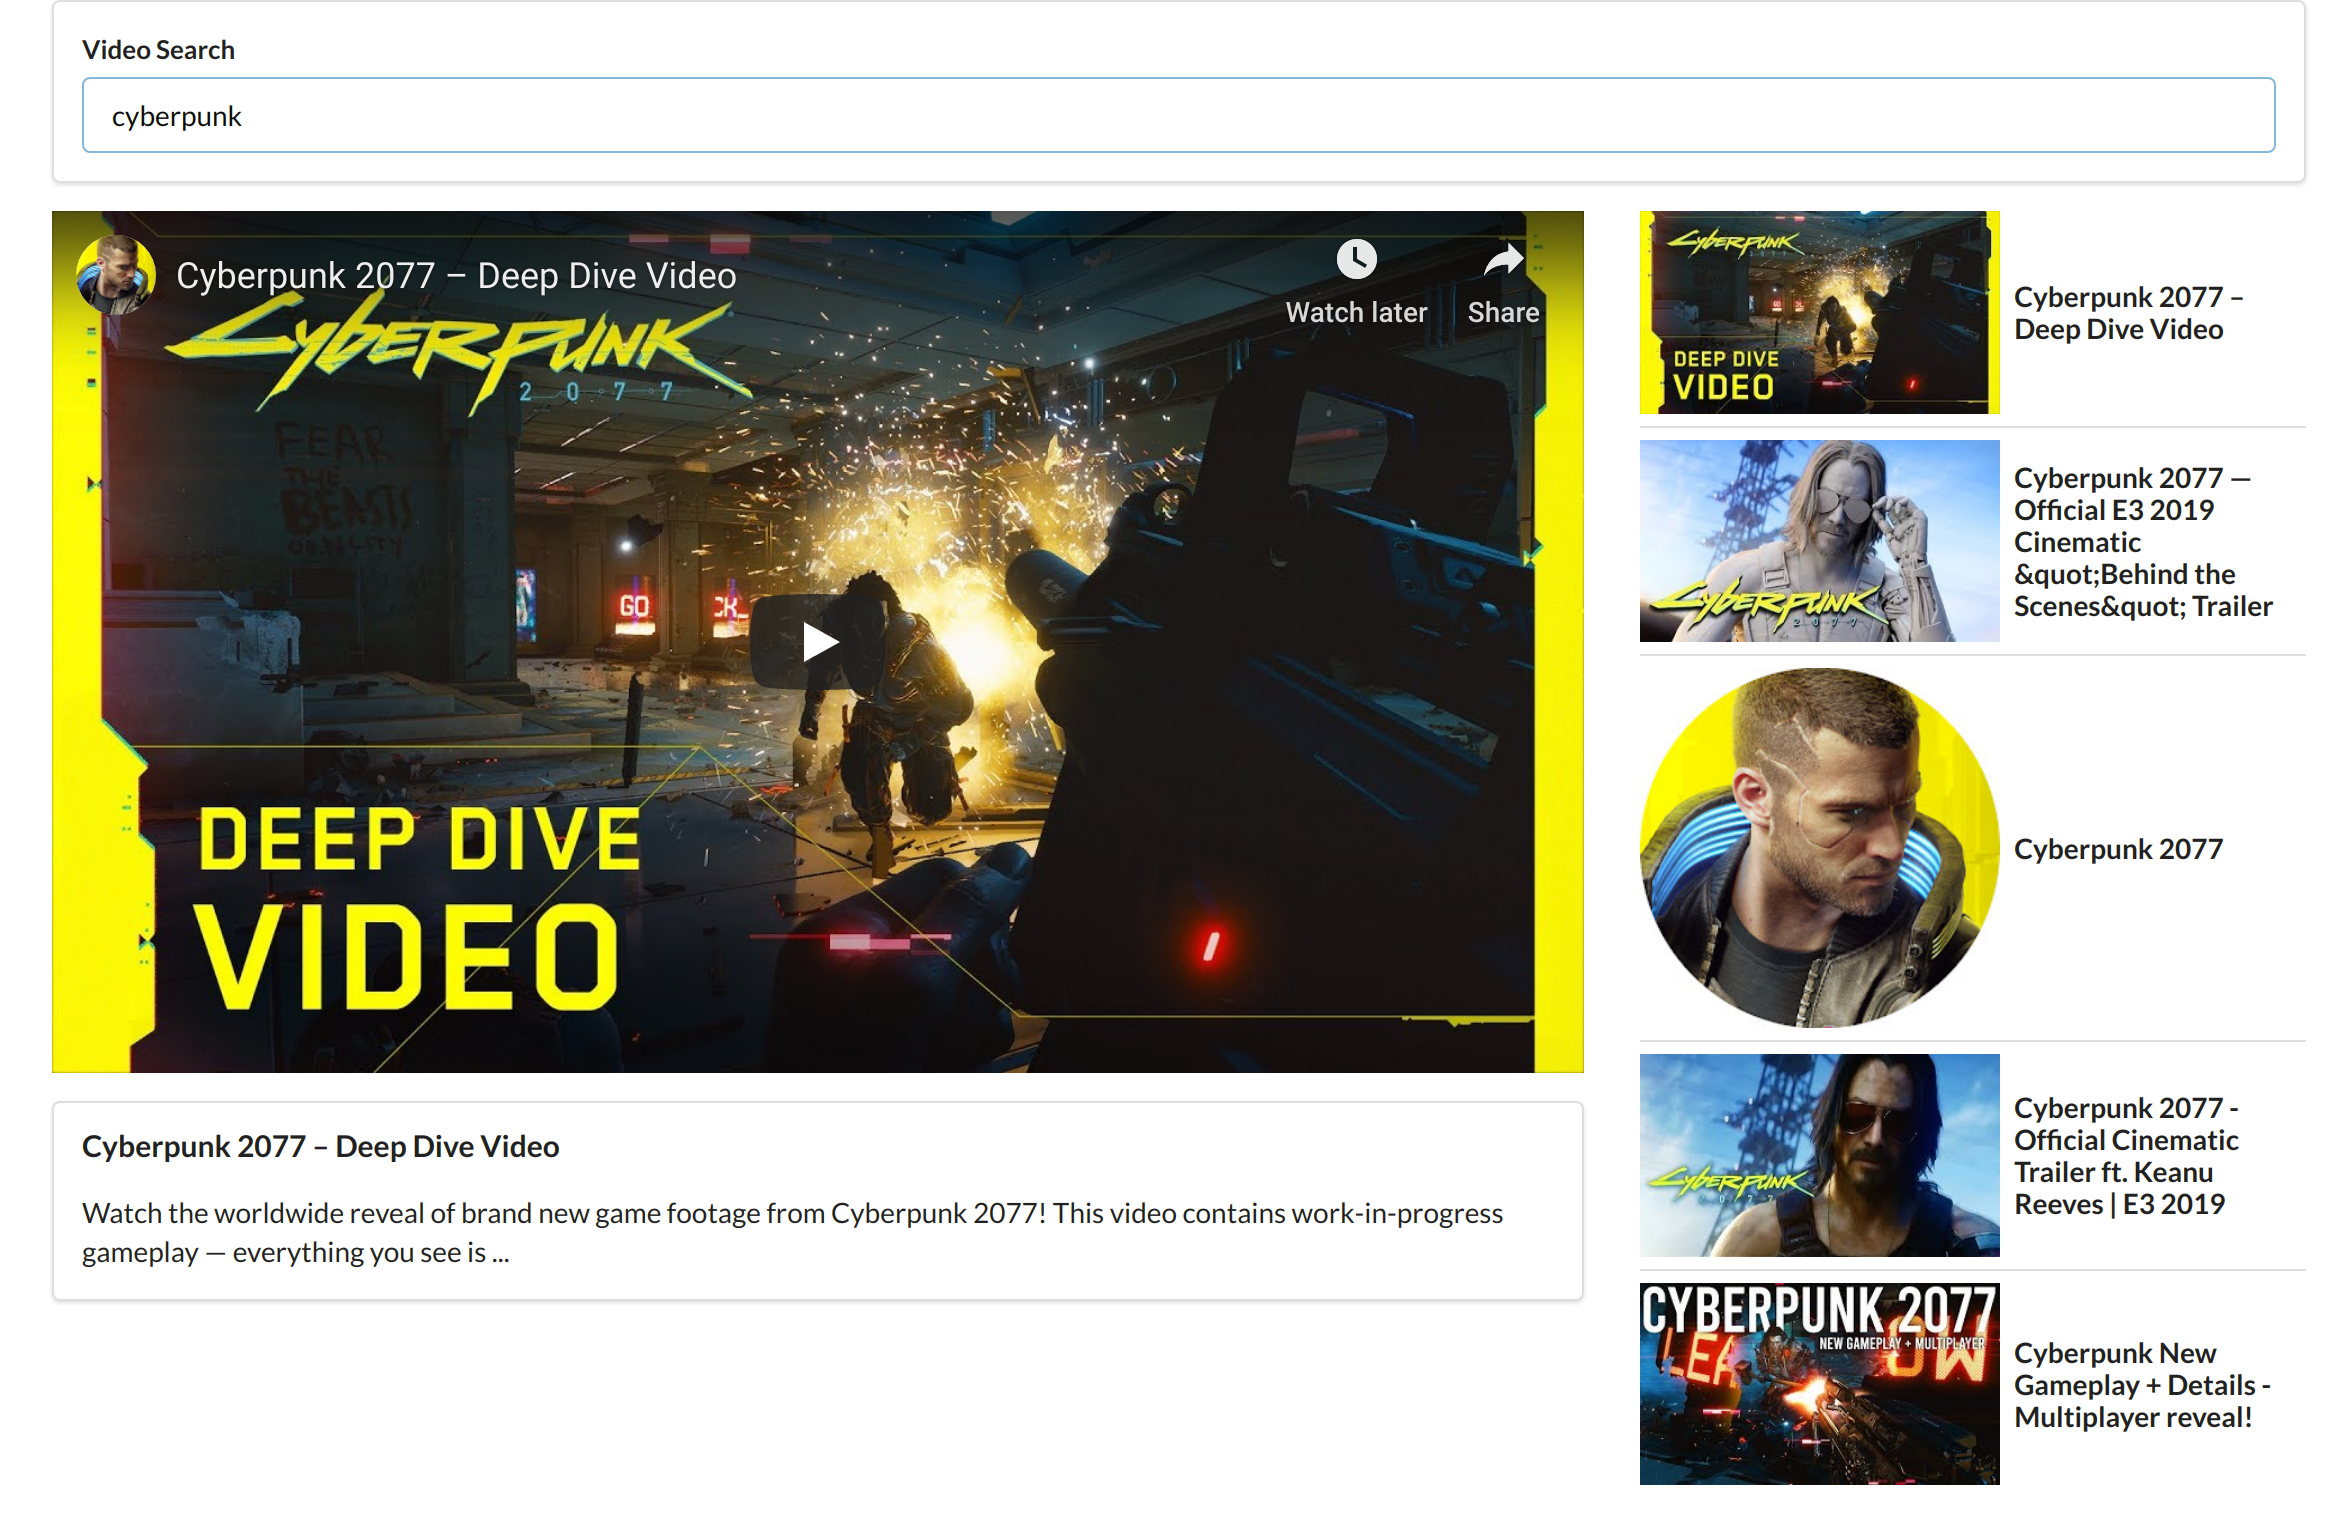 Video Search
cyberpunk
Cyberpunk 2077 – Deep Dive Video
Watch later
Share
CYBERPUNK
2077
FEAR
THE
BEASTS
GO
CK
DEEP DIVE
VIDEO
Cyberpunk 2077 – Deep Dive Video
Watch the worldwide reveal of brand new game footage from Cyberpunk 2077! This video contains work-in-progress
gameplay — everything you see is ...
CYBERPUNK
DEEP DIVE
VIDEO
Cyberpunk 2077 –
Deep Dive Video
CYBERPUNK
2077
Cyberpunk 2077 —
Official E3 2019
Cinematic
&quot;Behind the
Scenes&quot; Trailer
Cyberpunk 2077
CYBERPUNK
2077
Cyberpunk 2077 -
Official Cinematic
Trailer ft. Keanu
Reeves | E3 2019
CYBERPUNK 2077
NEW GAMEPLAY + MULTIPLAYER
Cyberpunk New
Gameplay + Details -
Multiplayer reveal!